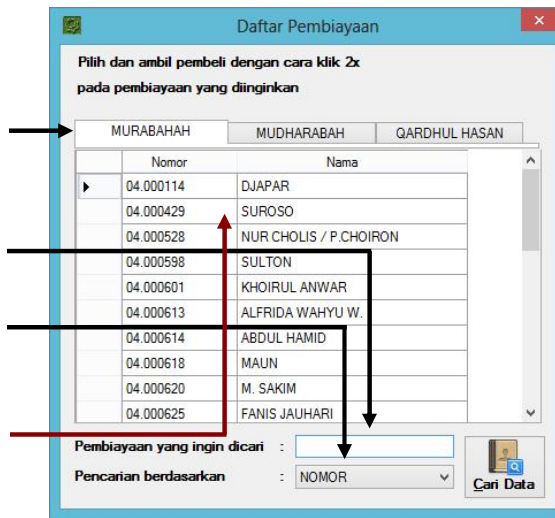 Daftar Pembiayaan
Pilih dan ambil pembeli dengan cara klik 2x
pada pembiayaan yang diinginkan
MURABAHAH MUDHARABAH QARDHUL HASAN
Nomor Nama
04.000114 DJAPAR
04.000429 SUROSO
04.000528 NUR CHOLIS / P.CHOIRON
04.000598 SULTON
04.000601 KHOIRUL ANWAR
04.000613 ALFRIDA WAHYU W.
04.000614 ABDUL HAMID
04.000618 MAUN
04.000620 M. SAKIM
04.000625 FANIS JAUHARI
Pembiayaan yang ingin dicari :
Pencarian berdasarkan : NOMOR
Cari Data